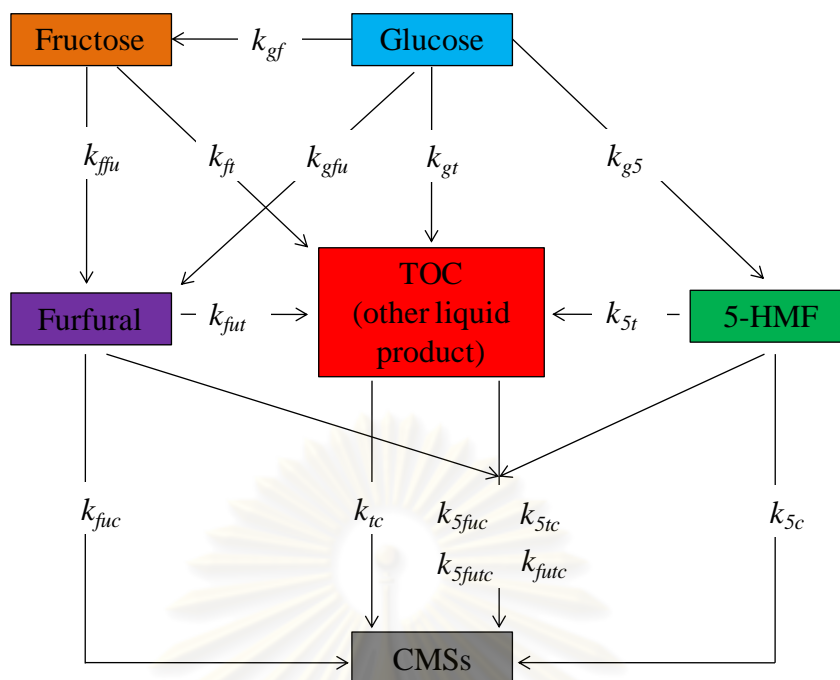 Fructose
k_gf
Glucose
k_ffu
k_ft
k_gfu
k_gt
k_g5
Furfural
k_fut
TOC
(other liquid
product)
k_5t
5-HMF
k_fuc
k_tc
k_5fuc
k_5tc
k_5c
k_5futc
k_futc
CMSs